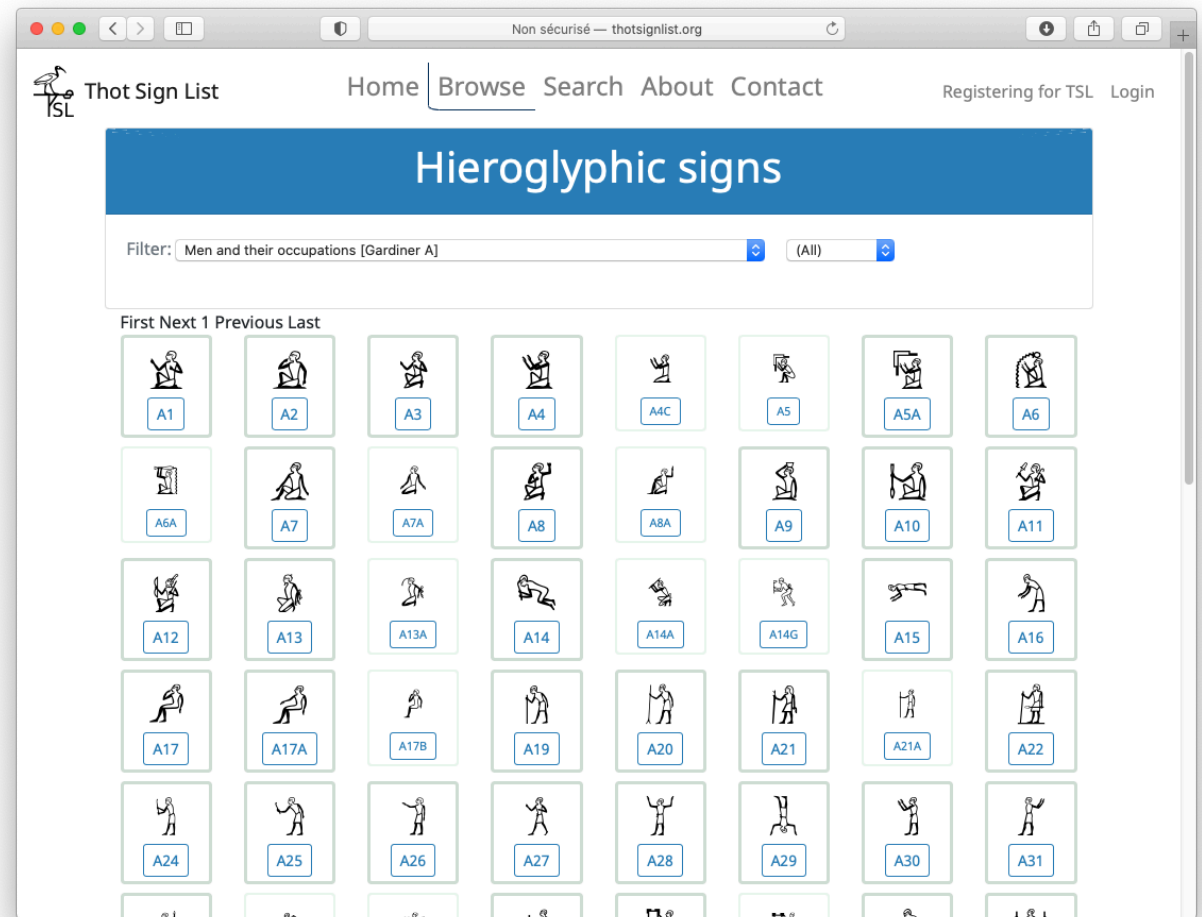 Non sécurisé — thotsignlist.org
TSL
Thot Sign List
Home Browse Search About Contact
Registering for TSL Login
Hieroglyphic signs
Filter: Men and their occupations [Gardiner A] (All)
First Next 1 Previous Last
A1 A2 A3 A4 A4C A5 A5A A6
A6A A7 A7A A8 A8A A9 A10 A11
A12 A13 A13A A14 A14A A14G A15 A16
A17 A17A A17B A19 A20 A21 A21A A22
A24 A25 A26 A27 A28 A29 A30 A31